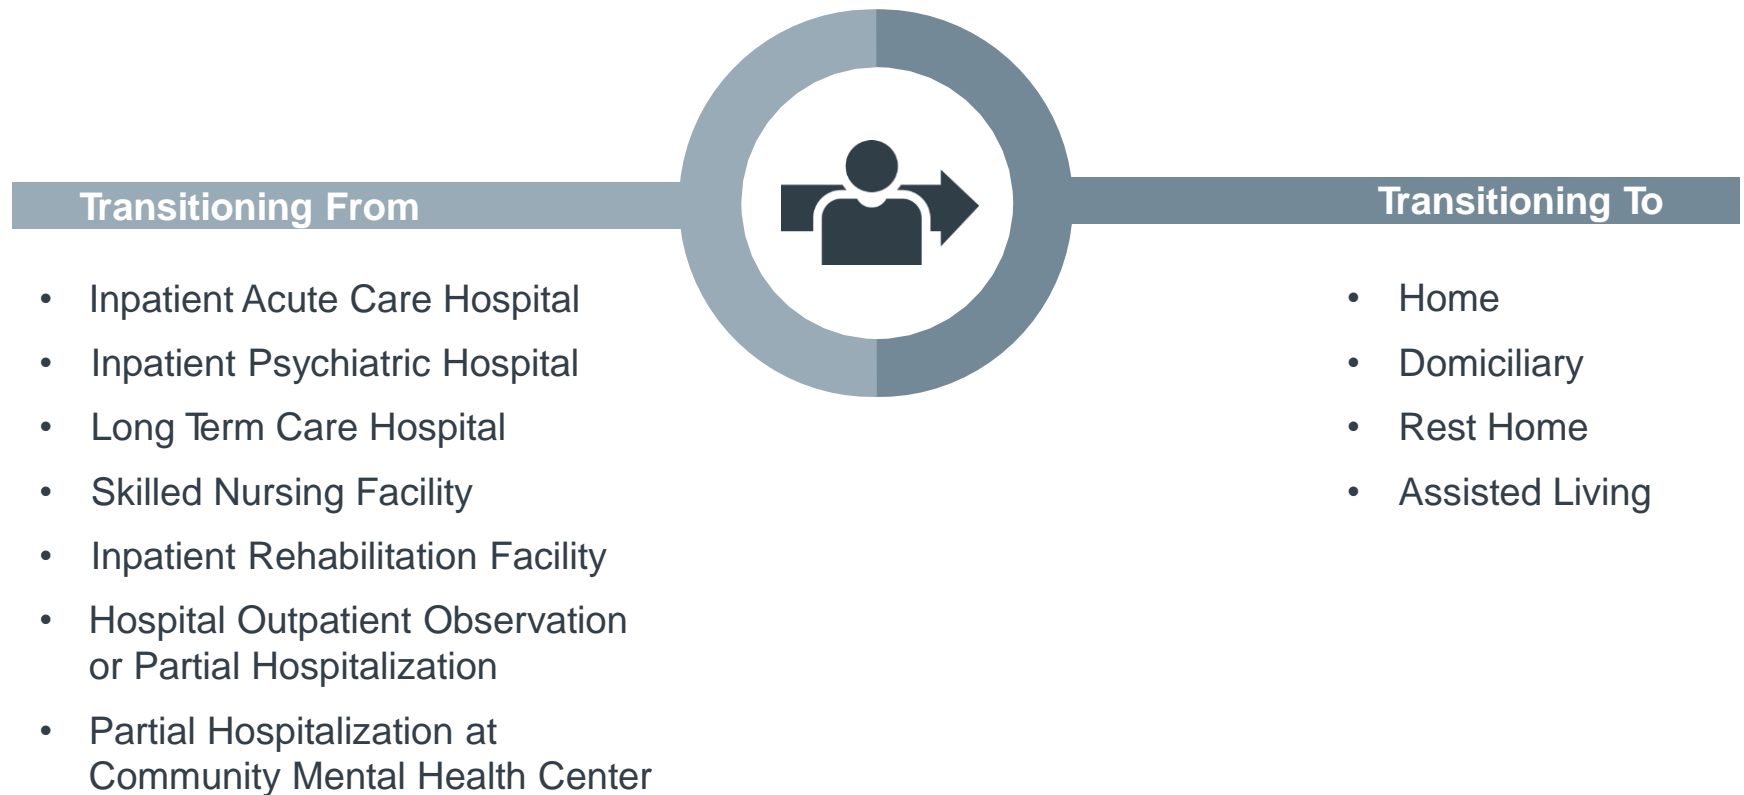 Transitioning From
• Inpatient Acute Care Hospital
• Inpatient Psychiatric Hospital
• Long Term Care Hospital
• Skilled Nursing Facility
• Inpatient Rehabilitation Facility
• Hospital Outpatient Observation
or Partial Hospitalization
• Partial Hospitalization at
Community Mental Health Center
Transitioning To
• Home
• Domiciliary
• Rest Home
• Assisted Living